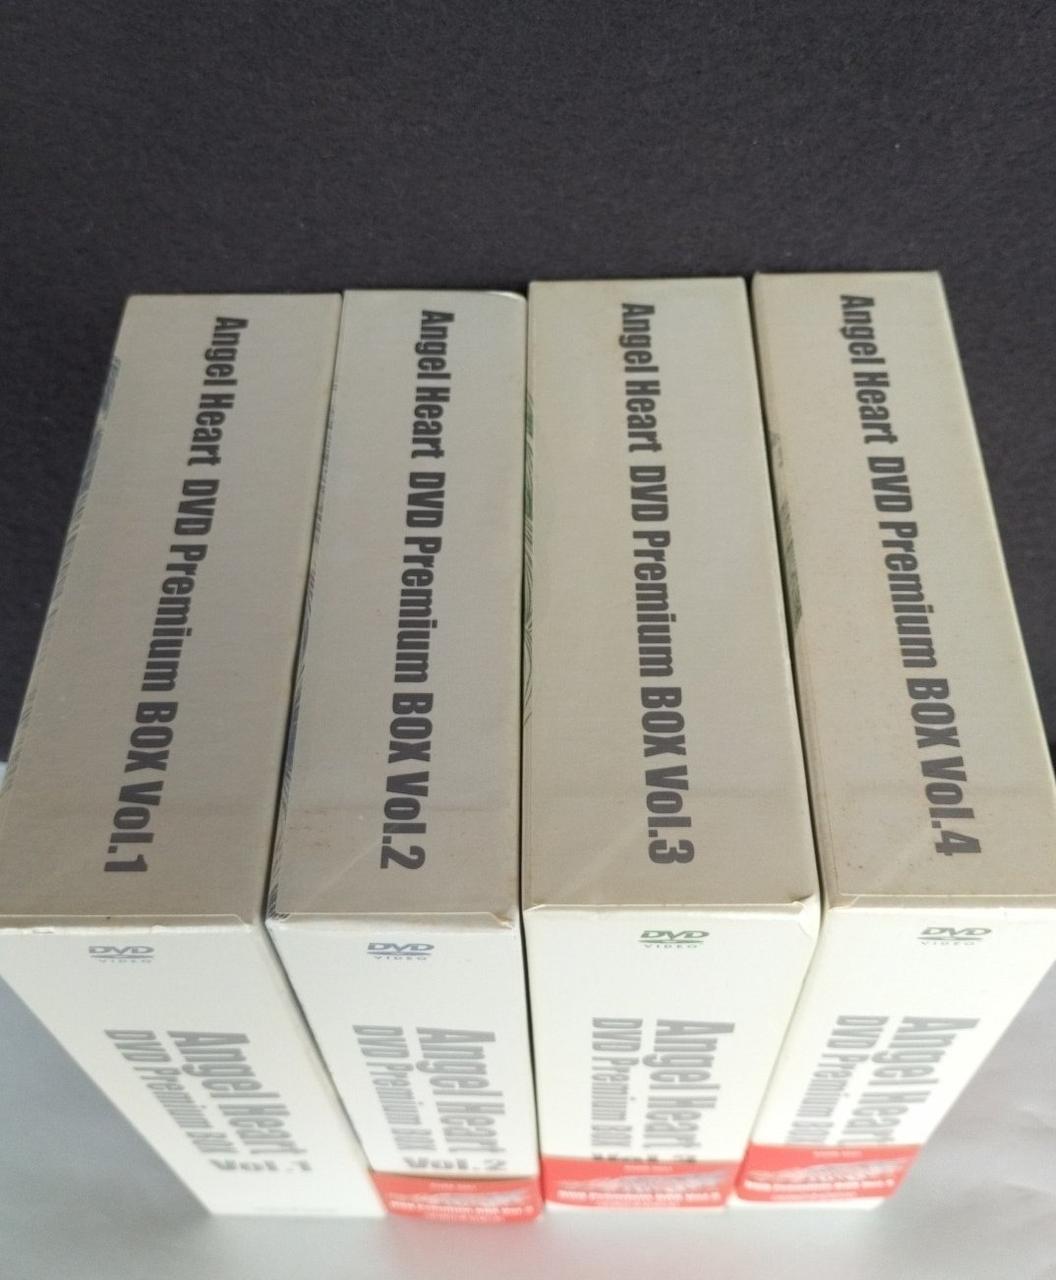 Angel Heart DVD Premium BOX Vol.1
Angel Heart DVD Premium BOX Vol.2
Angel Heart DVD Premium BOX Vol.3
Angel Heart DVD Premium BOX Vol.4
DVD
VIDEO
Angel Heart
DVD Premium BOX
Vol.1
DVD
VIDEO
Angel Heart
DVD Premium BOX
Vol.2
DVD
VIDEO
Angel Heart
DVD Premium BOX
Vol.3
DVD
VIDEO
Angel Heart
DVD Premium BOX